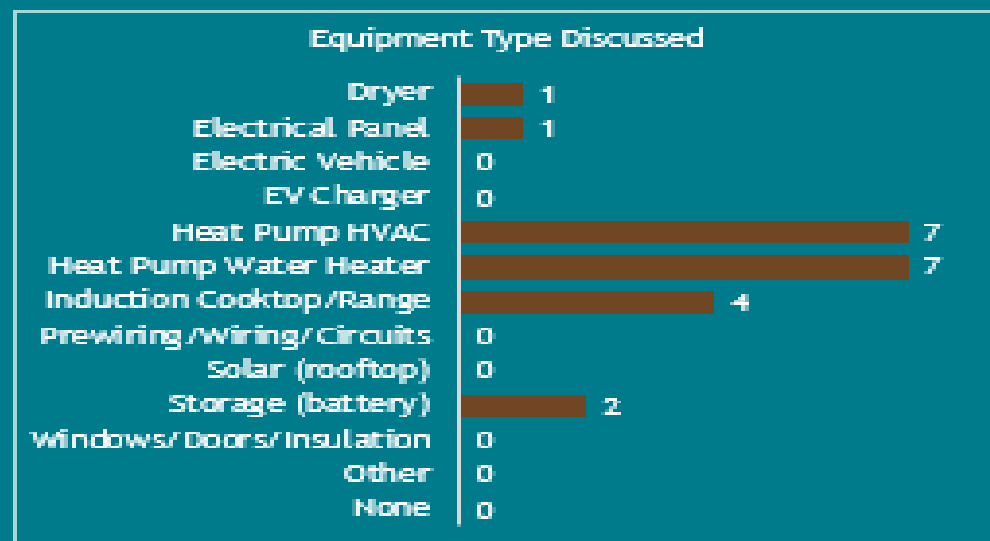 Equipment Type Discussed
Dryer 1
Electrical Panel 1
Electric Vehicle 0
EV Charger 0
Heat Pump HVAC 7
Heat Pump Water Heater 7
Induction Cooktop/Range 4
Prewiring/Wiring/Circuits 0
Solar (rooftop) 0
Storage (battery) 2
Windows/Doors/Insulation 0
Other 0
None 0